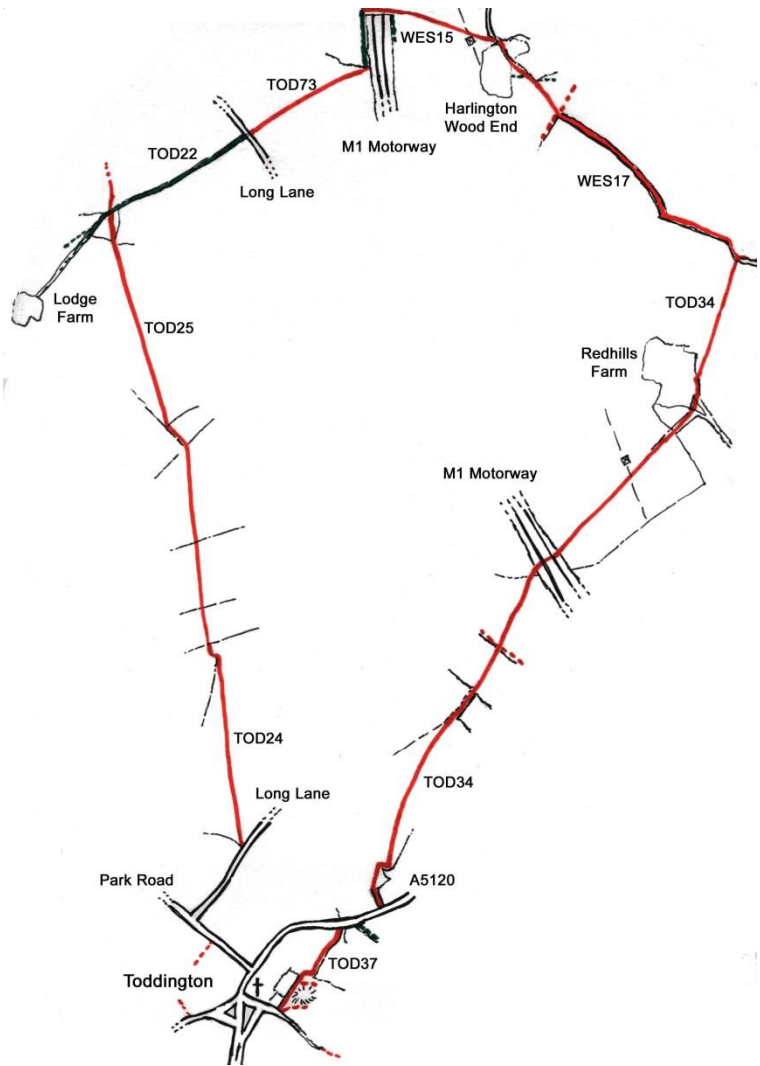 WES15
TOD73
Harlington
Wood End
M1 Motorway
TOD22
Long Lane
WES17
Lodge
Farm
TOD25
TOD34
Redhills
Farm
M1 Motorway
TOD24
TOD34
Long Lane
Park Road
A5120
TOD37
Toddington